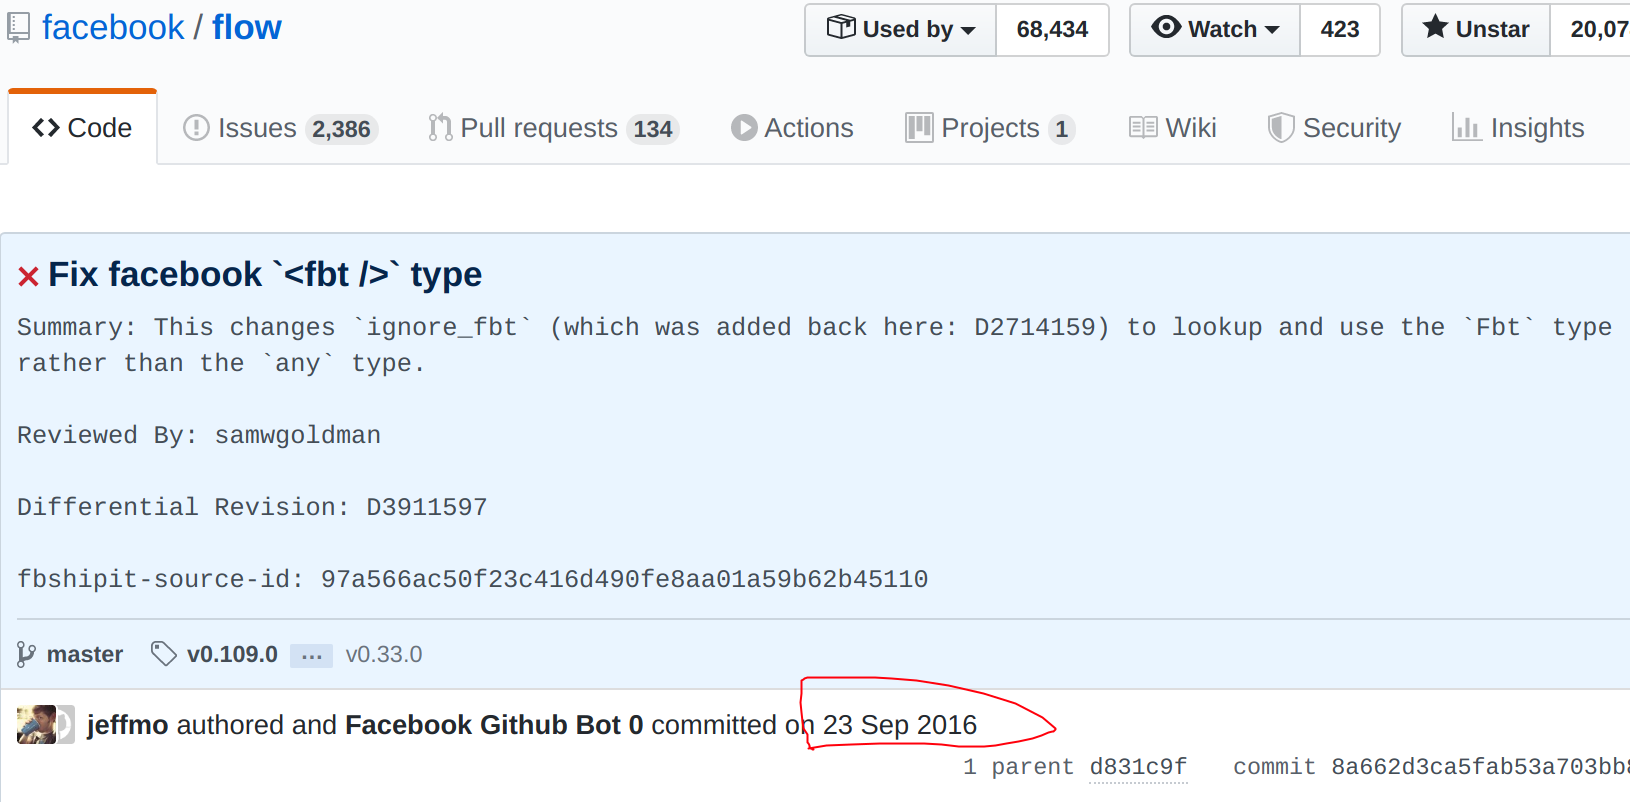 facebook / flow
Used by 68,434 Watch 423 Unstar 20,07
Code Issues 2,386 Pull requests 134 Actions Projects 1 Wiki Security Insights
Fix facebook `<fbt />` type
Summary: This changes `ignore_fbt` (which was added back here: D2714159) to lookup and use the `Fbt` type
rather than the `any` type.
Reviewed By: samwgoldman
Differential Revision: D3911597
fbshipit-source-id: 97a566ac50f23c416d490fe8aa01a59b62b45110
master v0.109.0 ... v0.33.0
jeffmo authored and Facebook Github Bot 0 committed on 23 Sep 2016
1 parent d831c9f commit 8a662d3ca5fab53a703bb8